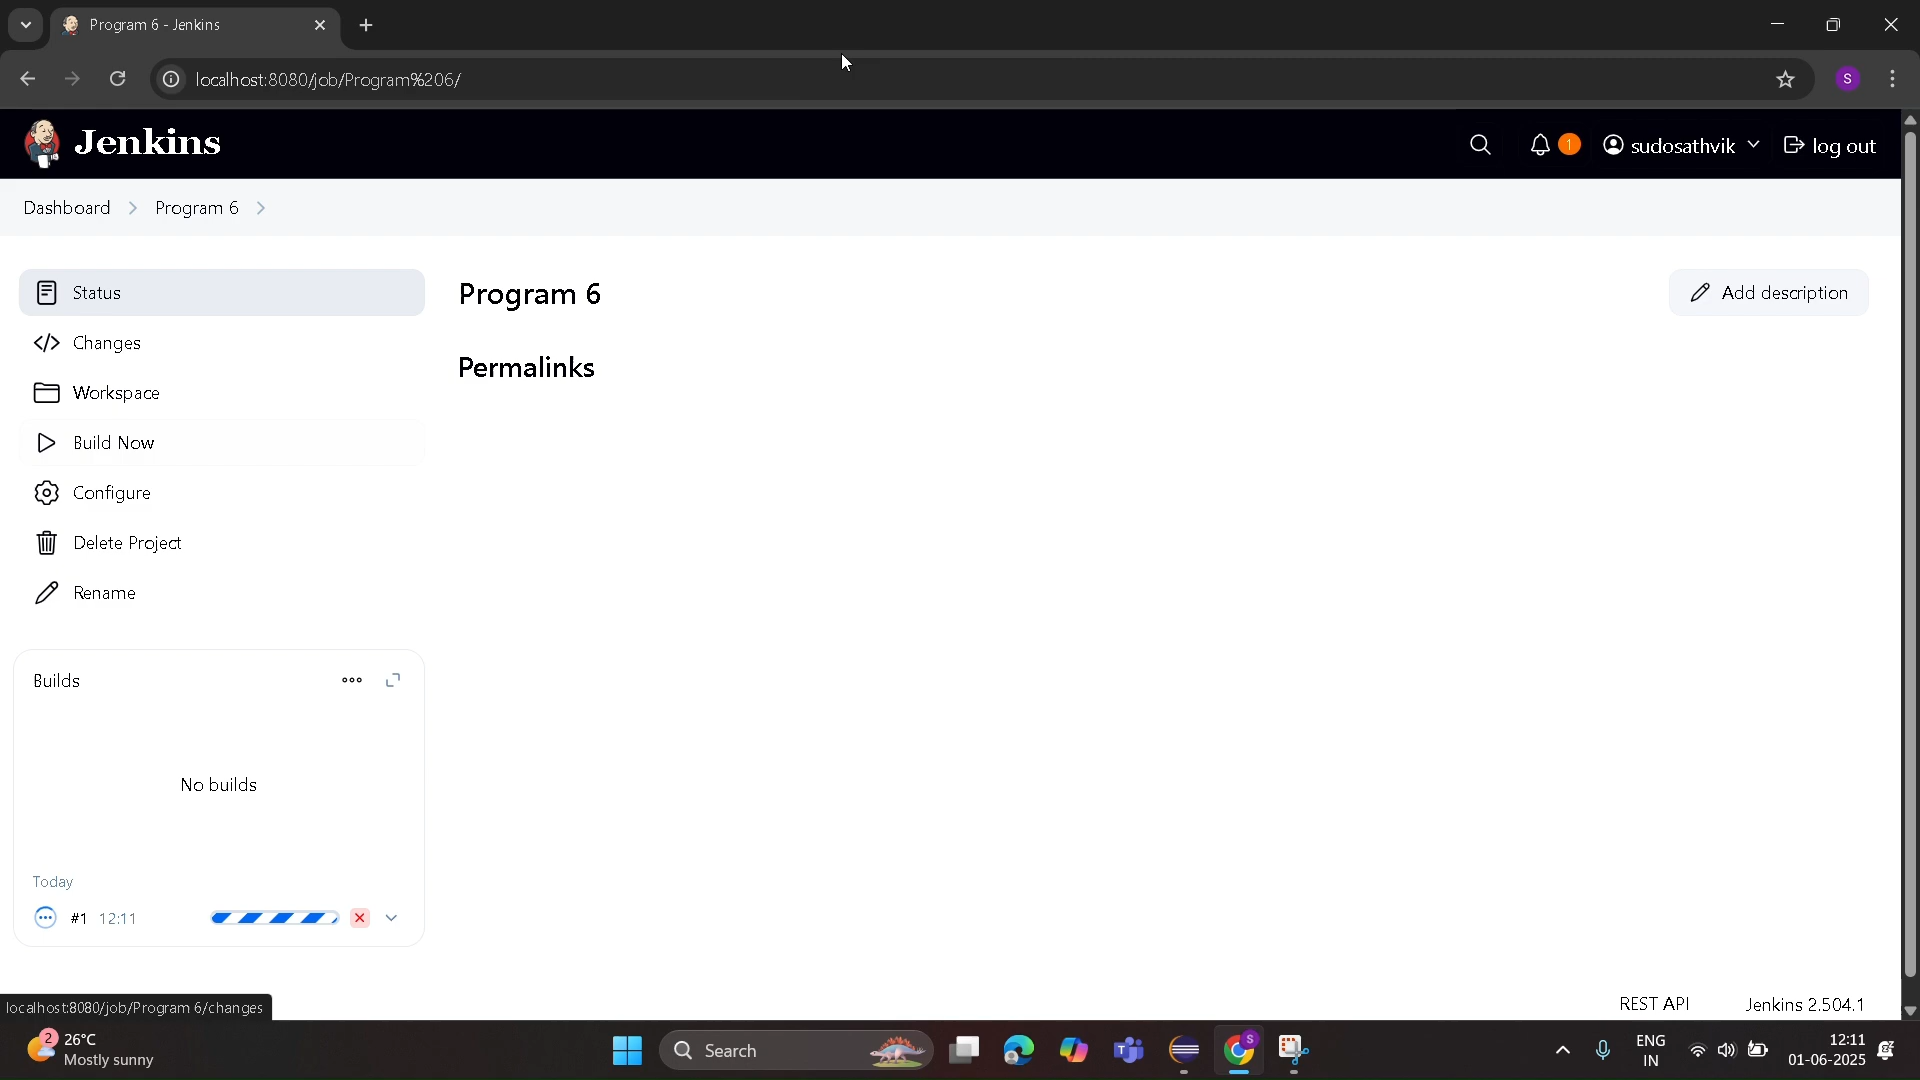 Program 6 - Jenkins
localhost:8080/job/Program%206/
S
Jenkins
1
sudosathvik
log out
Dashboard
Program 6
Status
Program 6
Add description
Changes
Permalinks
Workspace
Build Now
Configure
Delete Project
Rename
Builds
No builds
Today
#1 12:11
localhost:8080/job/Program 6/changes
REST API
Jenkins 2.504.1
2
26°C
Mostly sunny
Search
S
ENG
IN
12:11
01-06-2025